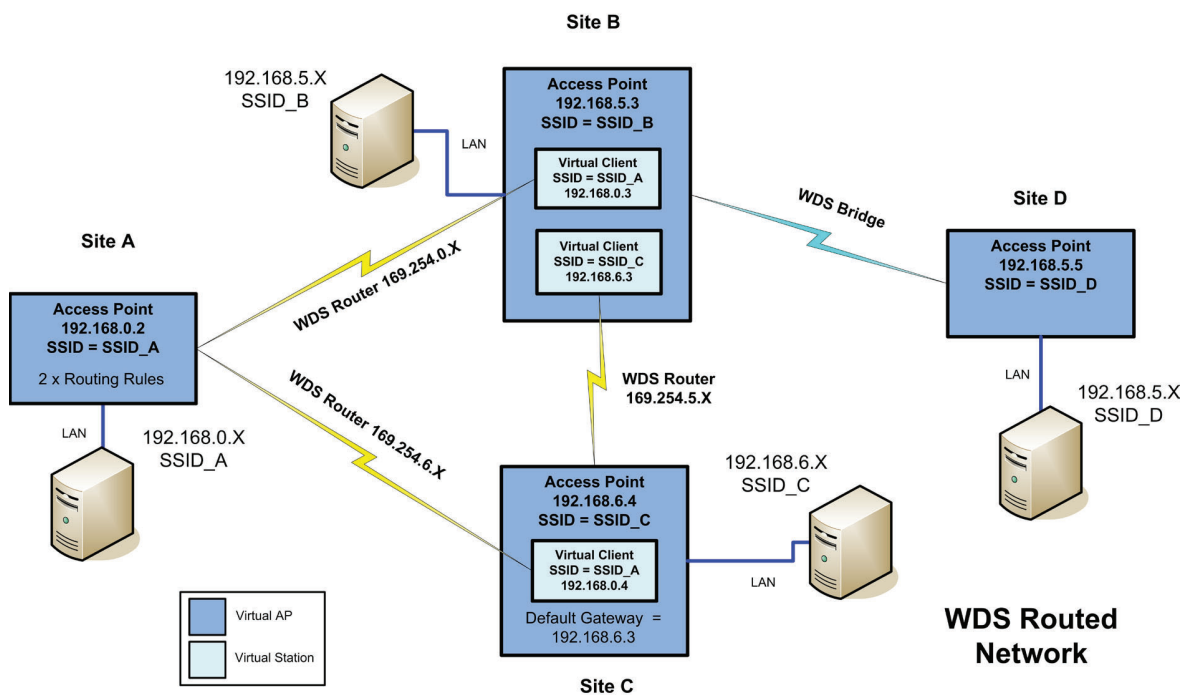 Site B
192.168.5.X
SSID_B
LAN
Access Point
192.168.5.3
SSID = SSID_B
Virtual Client
SSID = SSID_A
192.168.0.3
Virtual Client
SSID = SSID_C
192.168.6.3
WDS Bridge
Site D
Access Point
192.168.5.5
SSID = SSID_D
LAN
192.168.5.X
SSID_D
Site A
Access Point
192.168.0.2
SSID = SSID_A
2 x Routing Rules
LAN
192.168.0.X
SSID_A
WDS Router 169.254.0.X
WDS Router 169.254.6.X
WDS Router
169.254.5.X
Access Point
192.168.6.4
SSID = SSID_C
Virtual Client
SSID = SSID_A
192.168.0.4
Default Gateway =
192.168.6.3
Site C
192.168.6.X
SSID_C
LAN
Virtual AP
Virtual Station
WDS Routed
Network